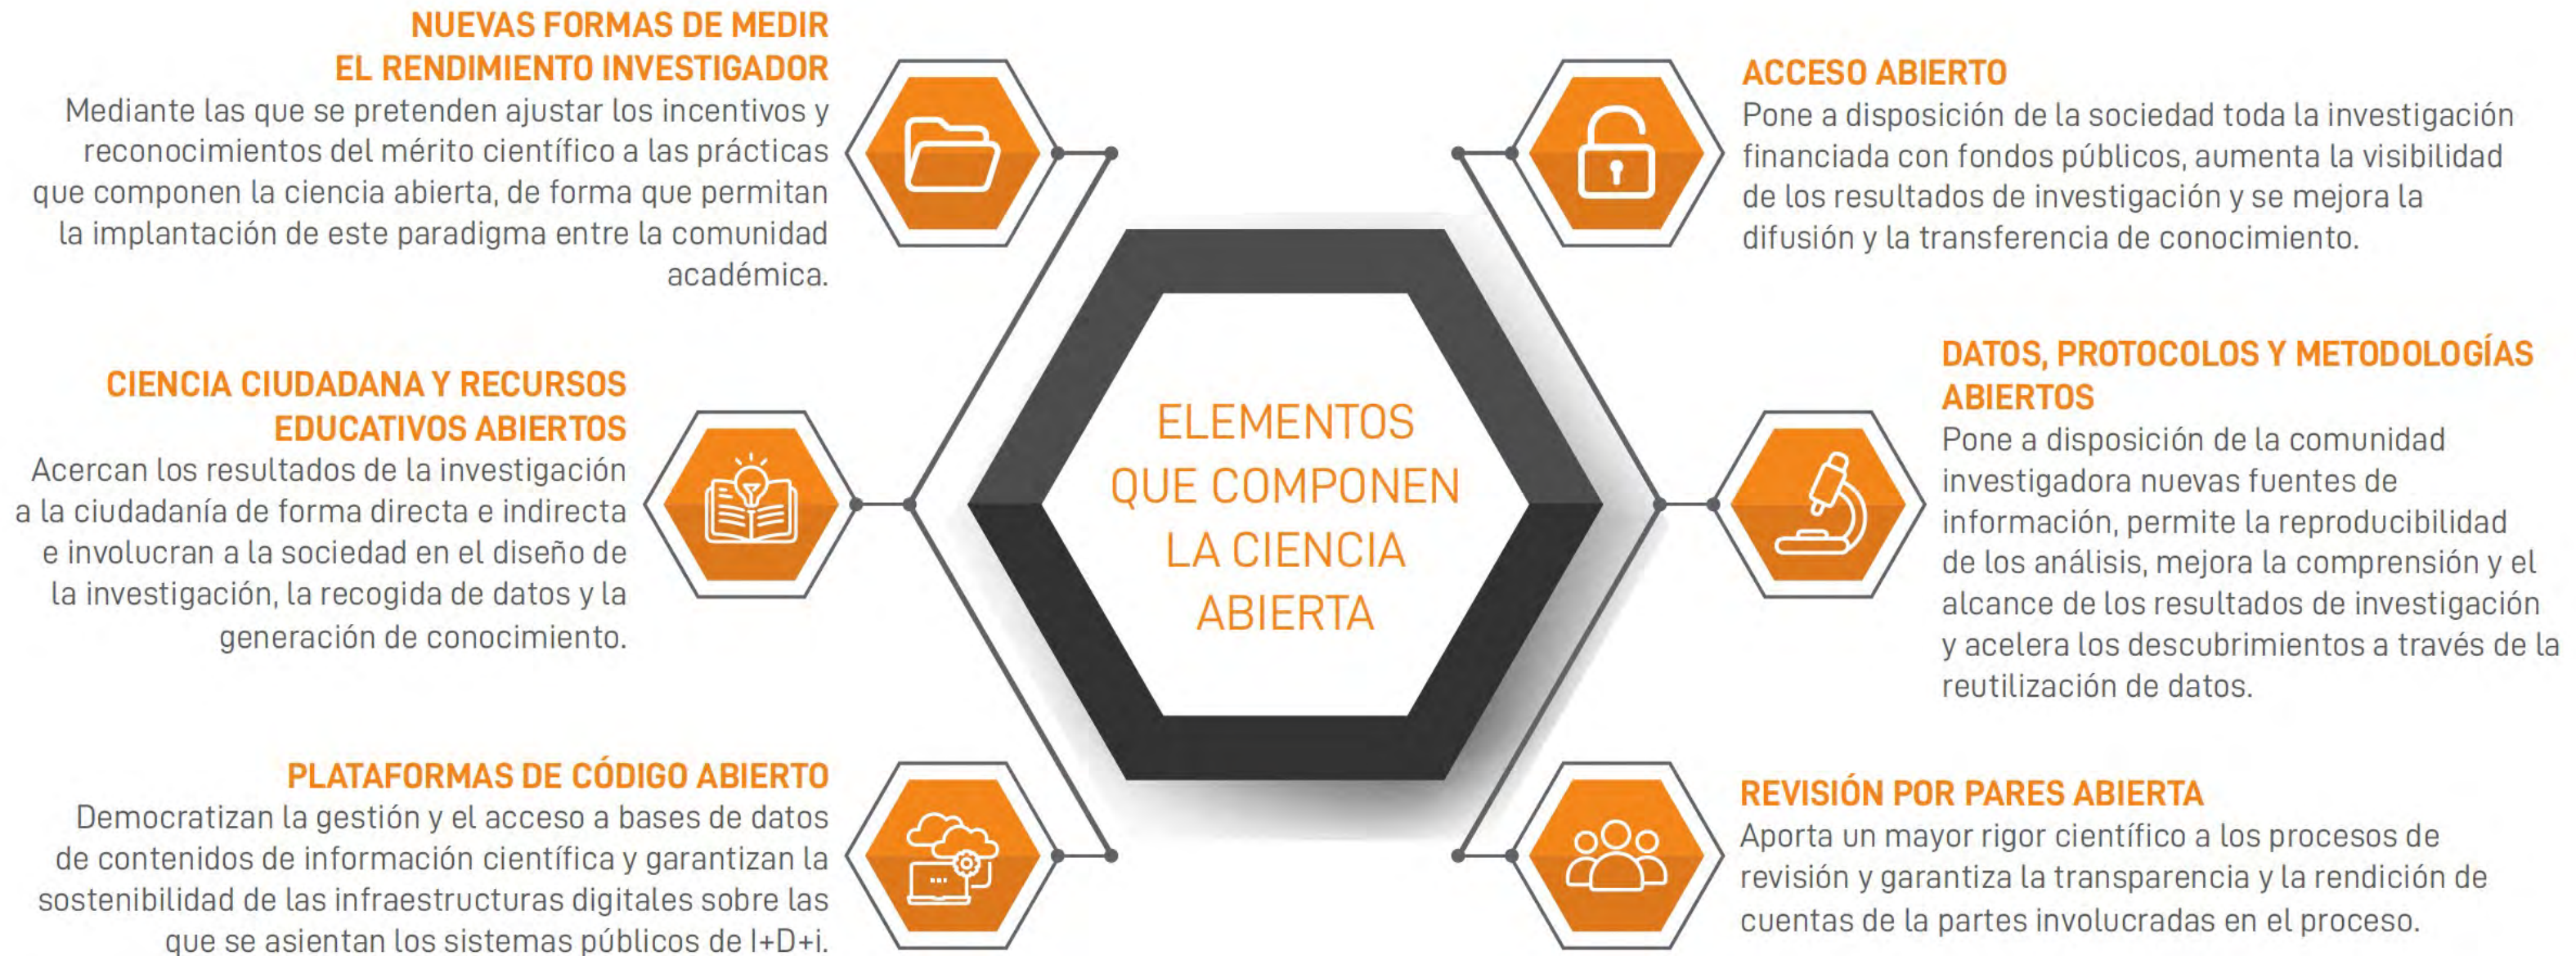 NUEVAS FORMAS DE MEDIR
EL RENDIMIENTO INVESTIGADOR
Mediante las que se pretenden ajustar los incentivos y
reconocimientos del mérito científico a las prácticas
que componen la ciencia abierta, de forma que permitan
la implantación de este paradigma entre la comunidad
académica.
CIENCIA CIUDADANA Y RECURSOS
EDUCATIVOS ABIERTOS
Acercan los resultados de la investigación
a la ciudadanía de forma directa e indirecta
e involucran a la sociedad en el diseño de
la investigación, la recogida de datos y la
generación de conocimiento.
PLATAFORMAS DE CÓDIGO ABIERTO
Democratizan la gestión y el acceso a bases de datos
de contenidos de información científica y garantizan la
sostenibilidad de las infraestructuras digitales sobre las
que se asientan los sistemas públicos de I+D+i.
ELEMENTOS
QUE COMPONEN
LA CIENCIA
ABIERTA
ACCESO ABIERTO
Pone a disposición de la sociedad toda la investigación
financiada con fondos públicos, aumenta la visibilidad
de los resultados de investigación y se mejora la
difusión y la transferencia de conocimiento.
DATOS, PROTOCOLOS Y METODOLOGÍAS
ABIERTOS
Pone a disposición de la comunidad
investigadora nuevas fuentes de
información, permite la reproducibilidad
de los análisis, mejora la comprensión y el
alcance de los resultados de investigación
y acelera los descubrimientos a través de la
reutilización de datos.
REVISIÓN POR PARES ABIERTA
Aporta un mayor rigor científico a los procesos de
revisión y garantiza la transparencia y la rendición de
cuentas de la partes involucradas en el proceso.